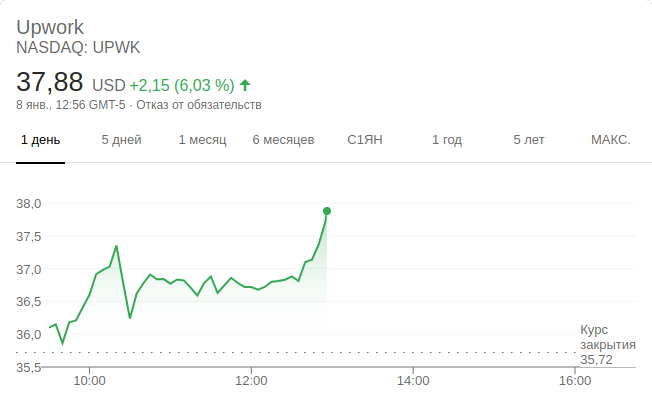 Upwork
NASDAQ: UPWK
37,88 USD +2,15 (6,03 %)
8 янв., 12:56 GMT-5 · Отказ от обязательств
1 день 5 дней 1 месяц 6 месяцев С1ЯН 1 год 5 лет МАКС.
38,0
37,5
37,0
36,5
36,0
Курс
закрытия
35,72
35,5
10:00 12:00 14:00 16:00